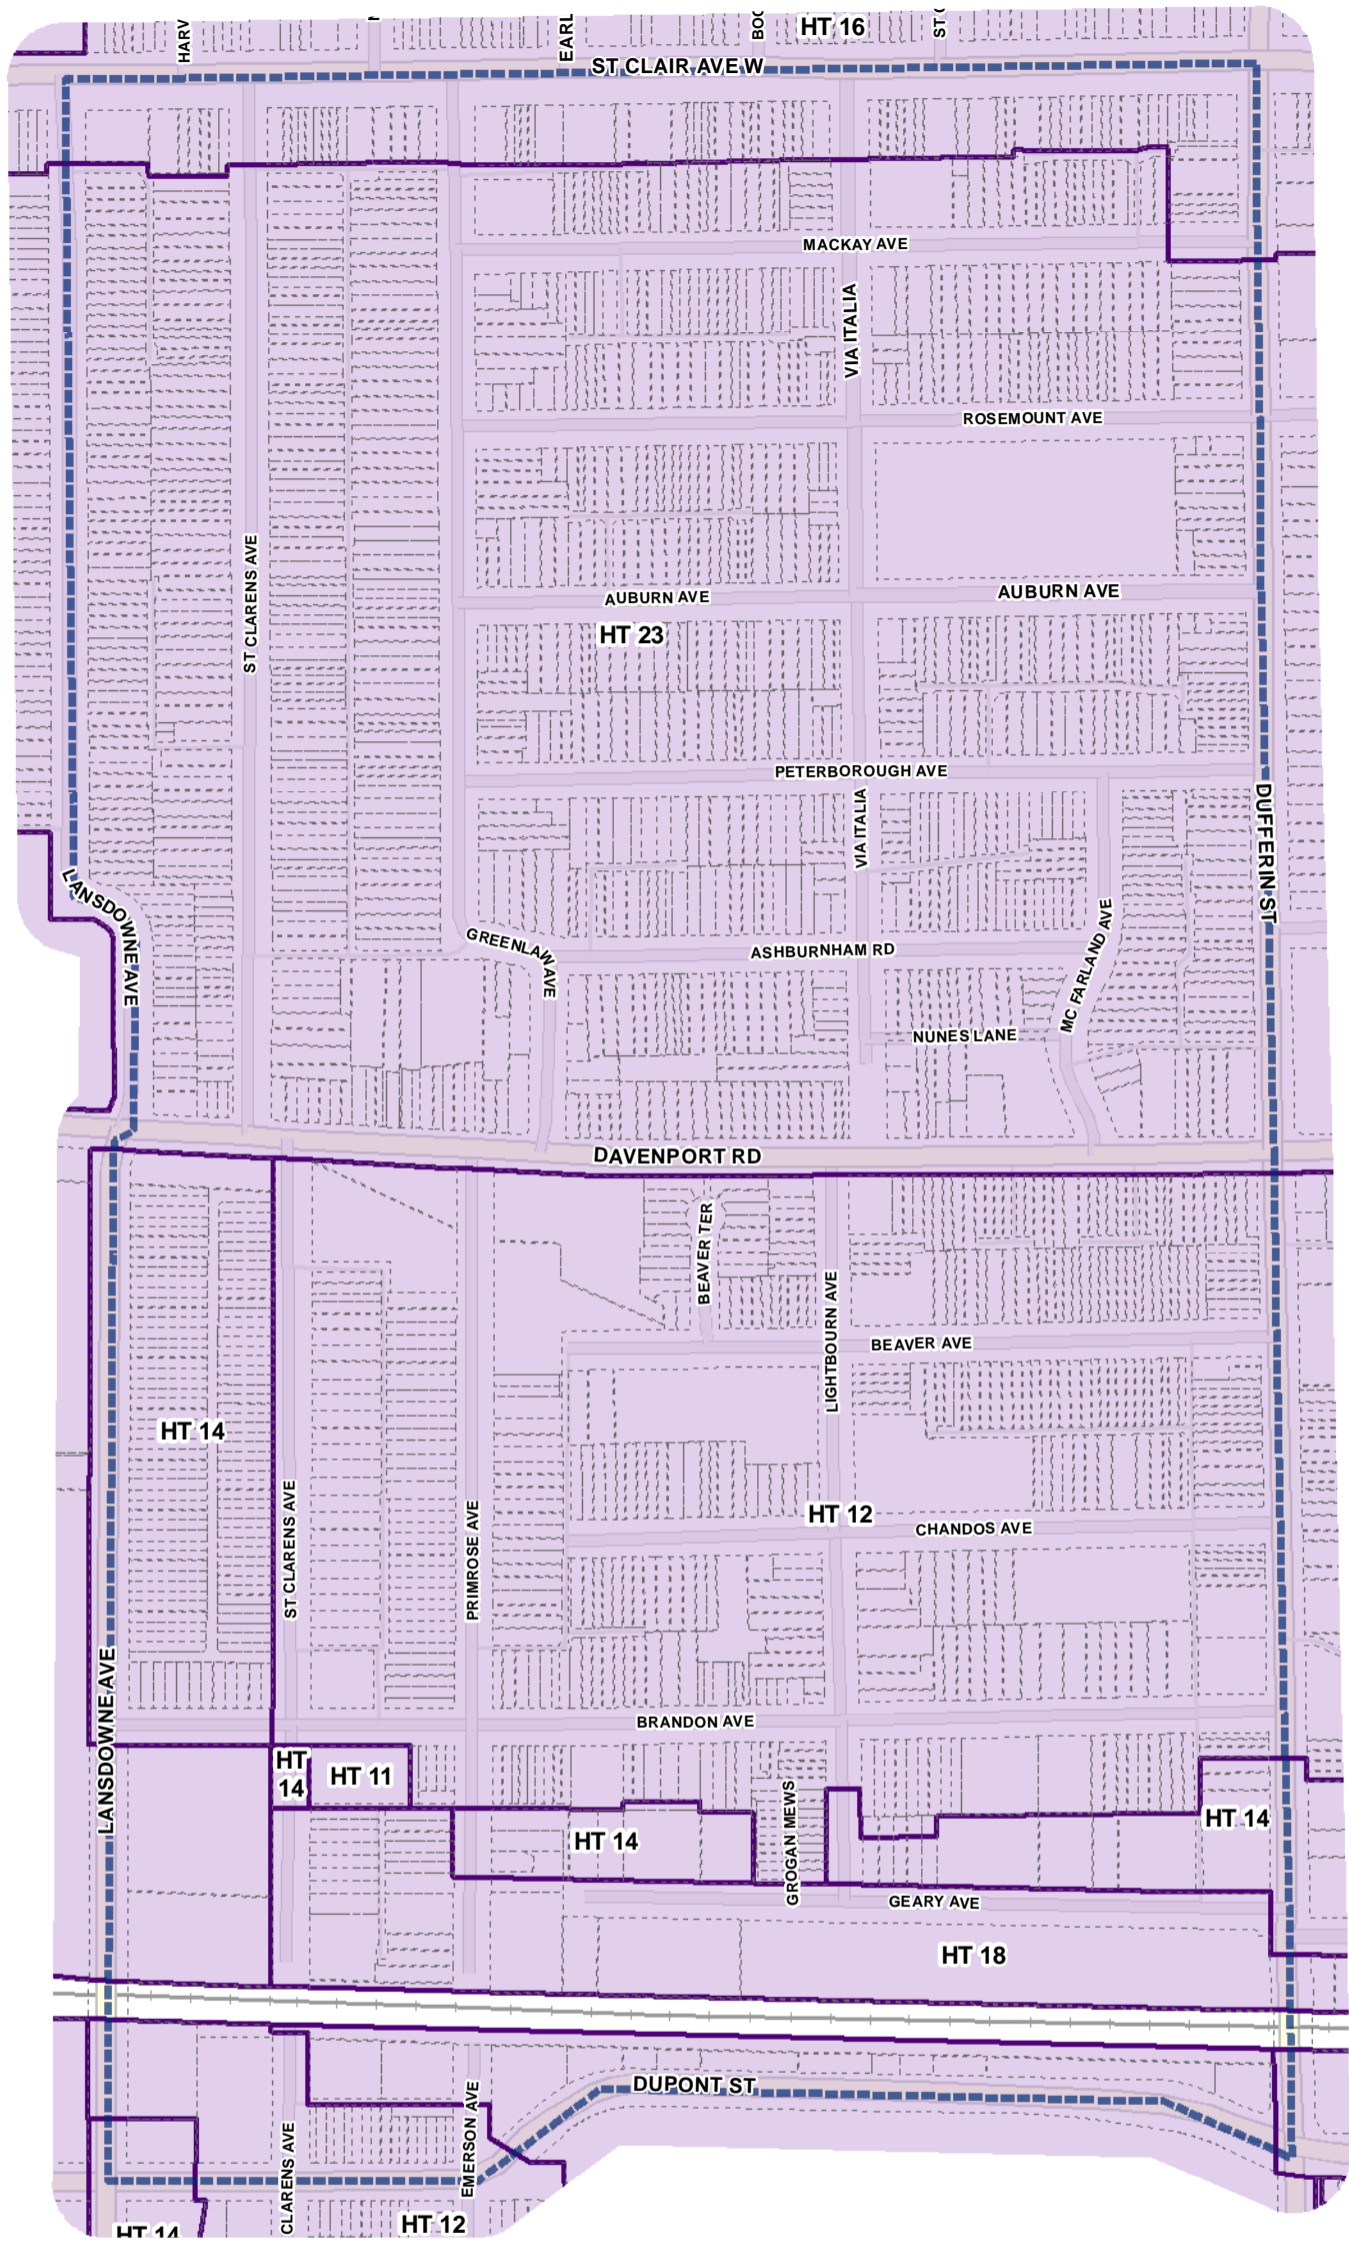 HARV
EARL
HT 16
ST CLAIR AVE W
MACKAY AVE
VIA ITALIA
ROSEMOUNT AVE
ST CLARENS AVE
AUBURN AVE
AUBURN AVE
HT 23
PETERBOROUGH AVE
VIA ITALIA
DUFFERIN ST
LANSDOWNE AVE
GREENLAW AVE
ASHBURNHAM RD
MC FARLAND AVE
NUNES LANE
DAVENPORT RD
BEAVER TER
LIGHTBOURN AVE
BEAVER AVE
HT 14
ST CLARENS AVE
PRIMROSE AVE
HT 12
CHANDOS AVE
LANSDOWNE AVE
BRANDON AVE
HT
14
HT 11
GROGAN MEWS
HT 14
HT 14
GEARY AVE
HT 18
DUPONT ST
EMERSON AVE
CLARENS AVE
HT 12
HT 14